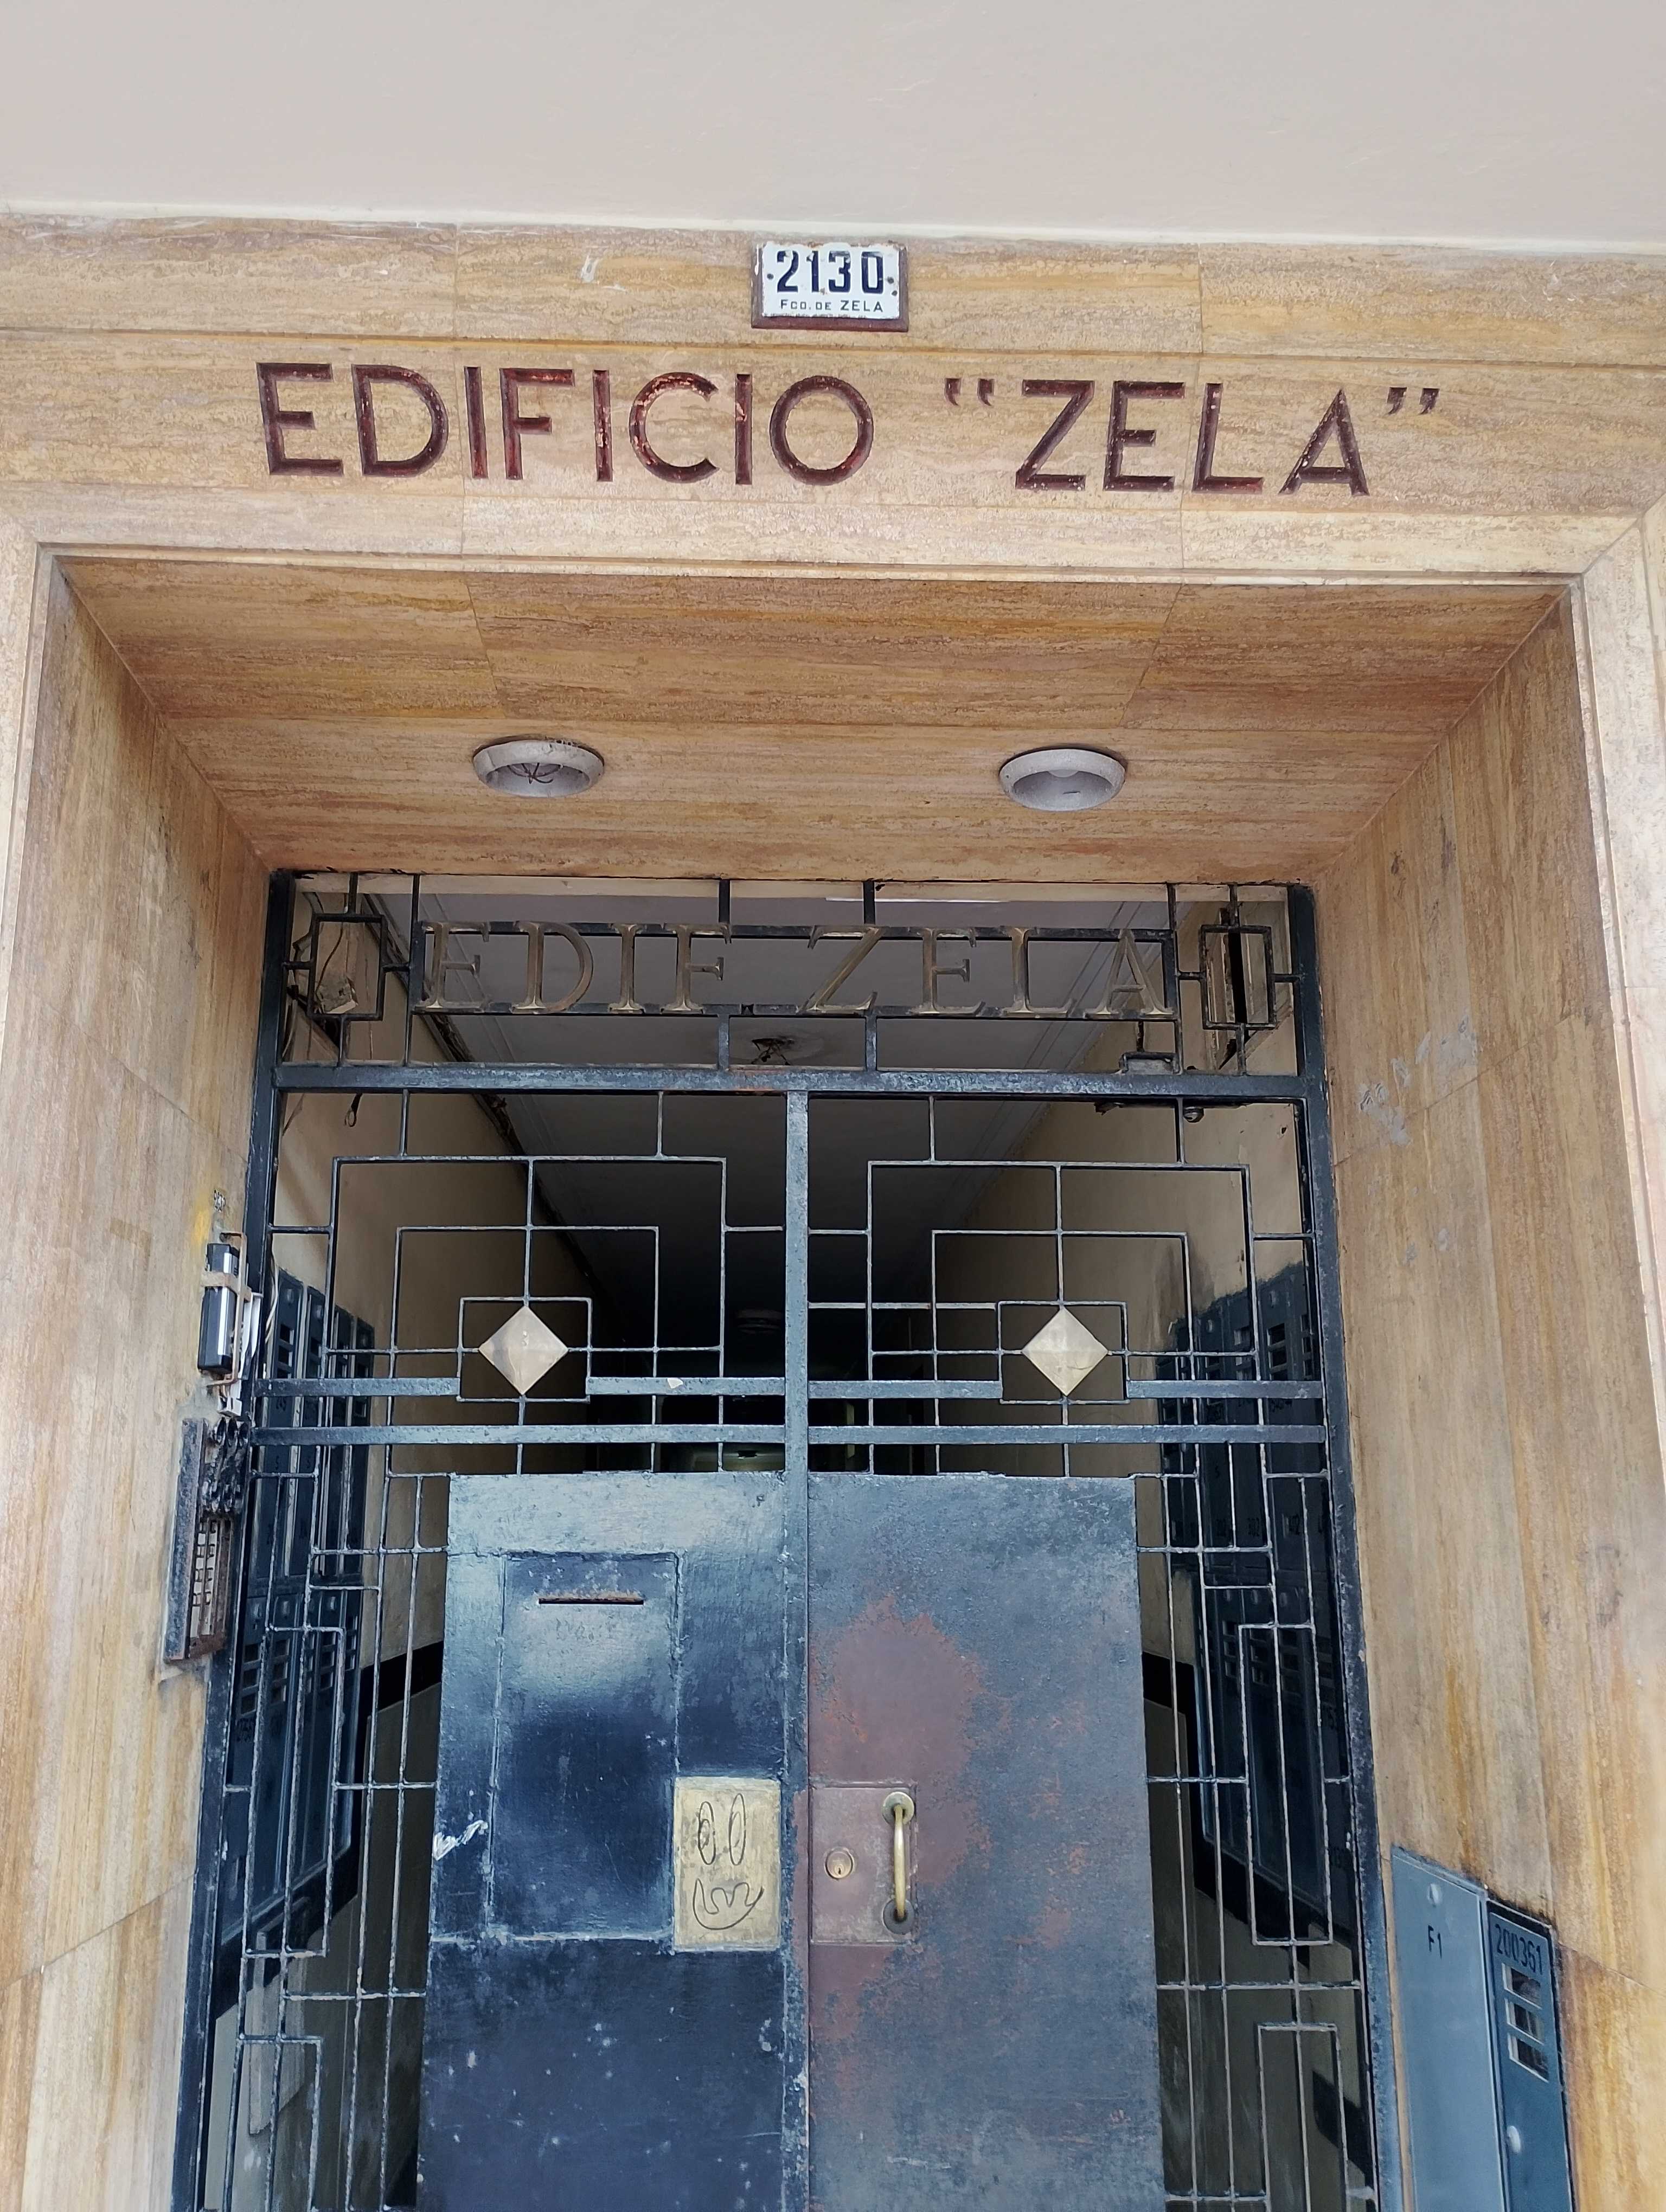 2130
FCO. DE ZELA
EDIFICIO "ZELA"
EDIF ZELA
F1
200361